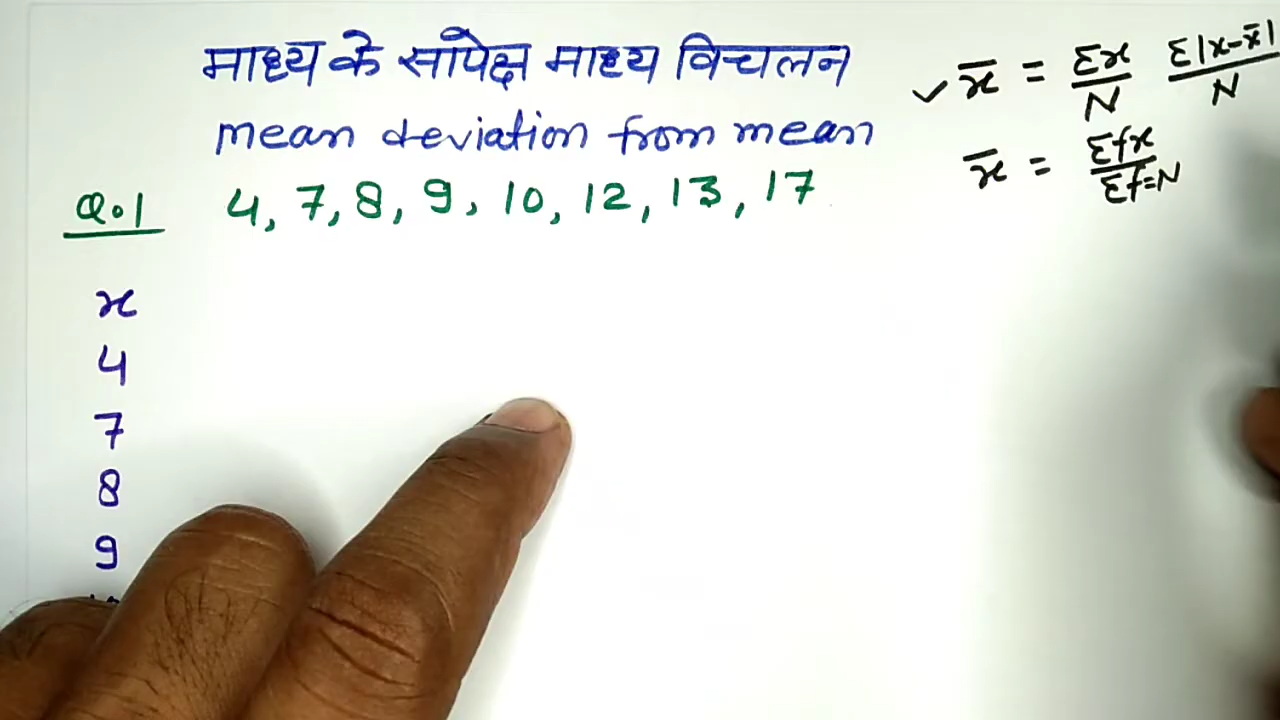 माध्य के सापेक्ष माध्य विचलन
mean deviation from mean
Q.1 4, 7, 8, 9, 10, 12, 13, 17
✓ x̄ = Σx/N Σ|x-x̄|/N
x̄ = Σfx/Σf=N
x
4
7
8
9